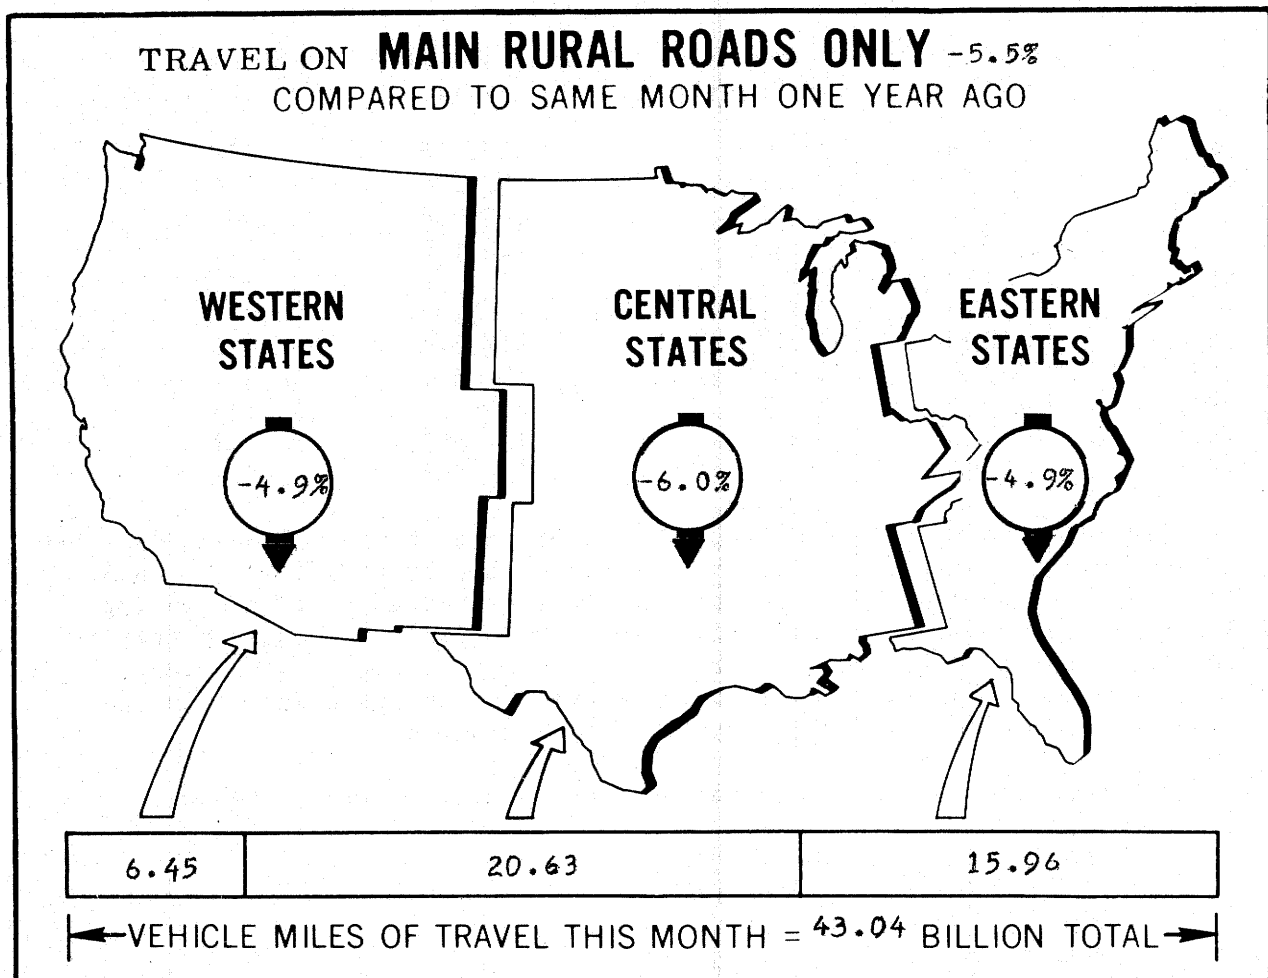 TRAVEL ON MAIN RURAL ROADS ONLY -5.5%
COMPARED TO SAME MONTH ONE YEAR AGO
WESTERN
STATES
CENTRAL
STATES
EASTERN
STATES
-4.9%
-6.0%
-4.9%
6.45
20.63
15.96
VEHICLE MILES OF TRAVEL THIS MONTH = 43.04 BILLION TOTAL